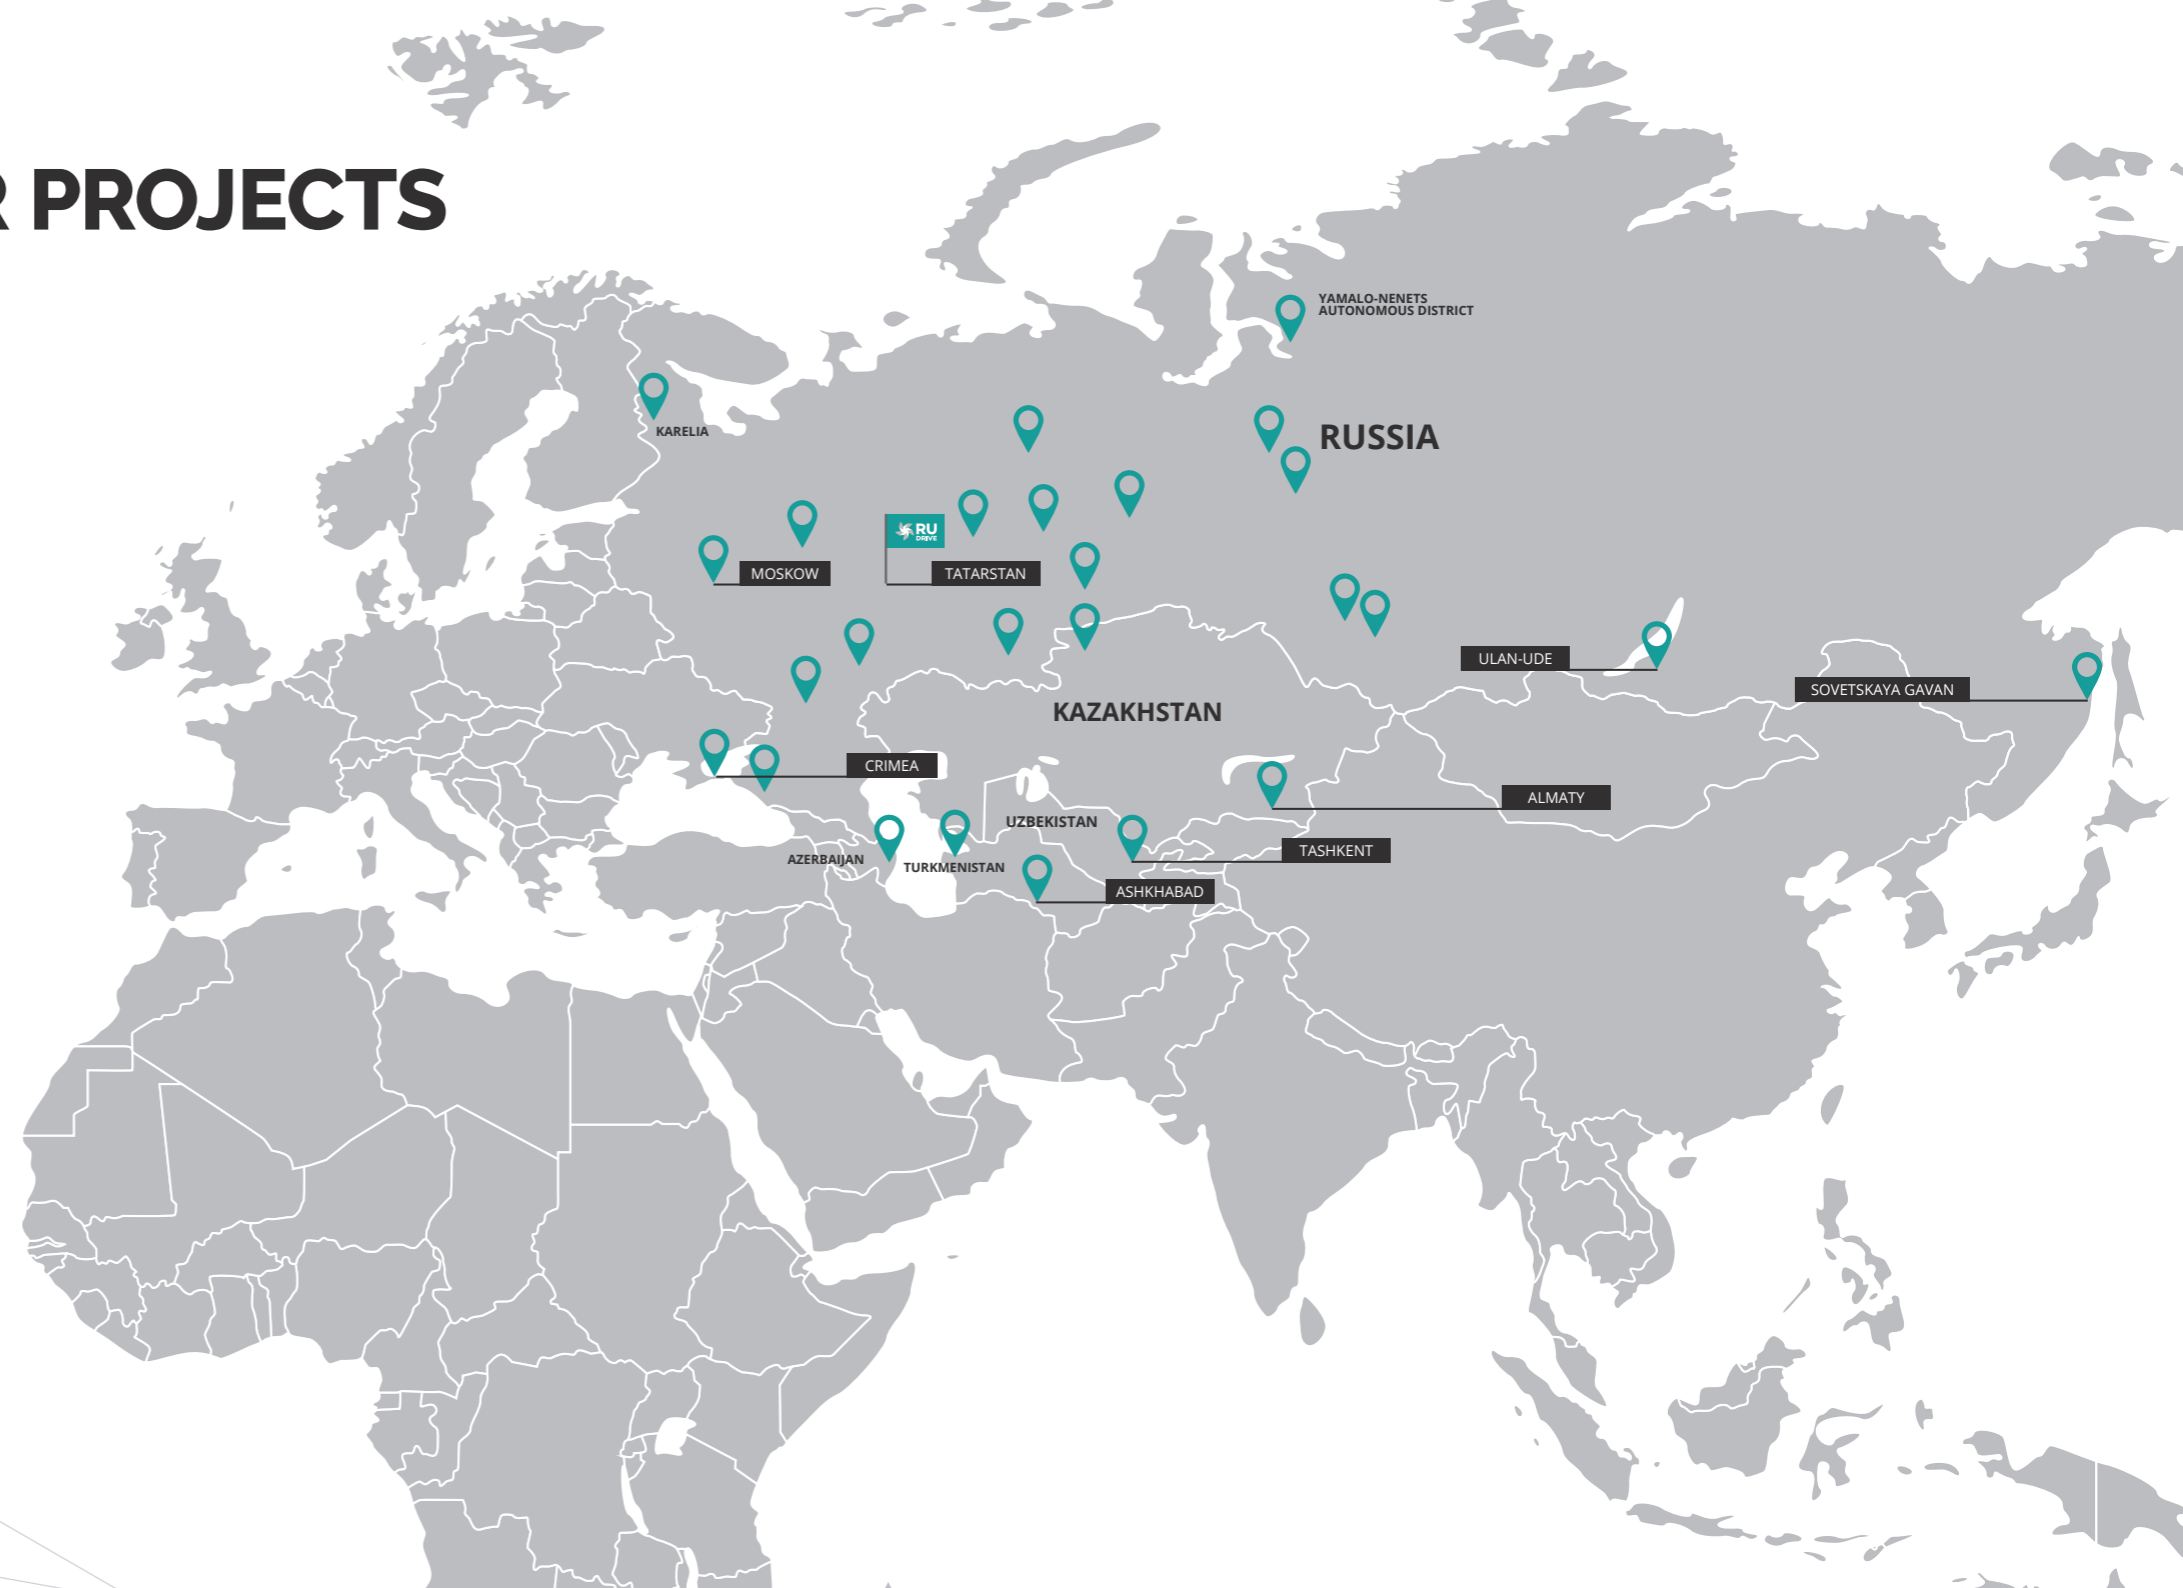 R PROJECTS
YAMALO-NENETS
AUTONOMOUS DISTRICT
KARELIA
RUSSIA
RU
DRIVE
MOSKOW
TATARSTAN
ULAN-UDE
SOVETSKAYA GAVAN
KAZAKHSTAN
CRIMEA
ALMATY
UZBEKISTAN
TASHKENT
AZERBAIJAN
TURKMENISTAN
ASHKHABAD